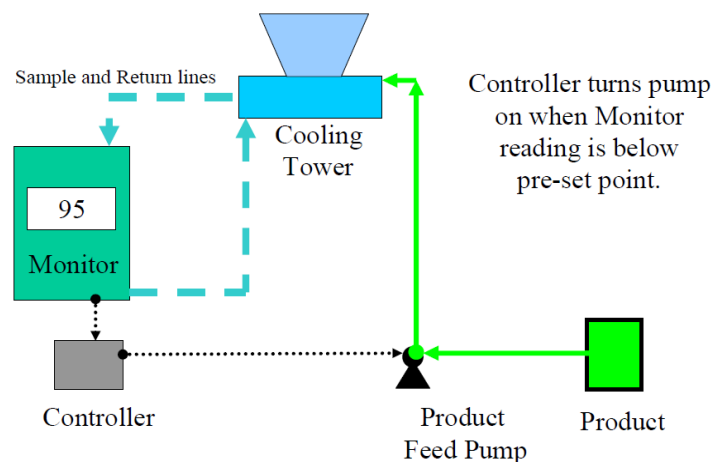 Sample and Return lines
Cooling
Tower
Controller turns pump
on when Monitor
reading is below
pre-set point.
95
Monitor
Controller
Product
Feed Pump
Product